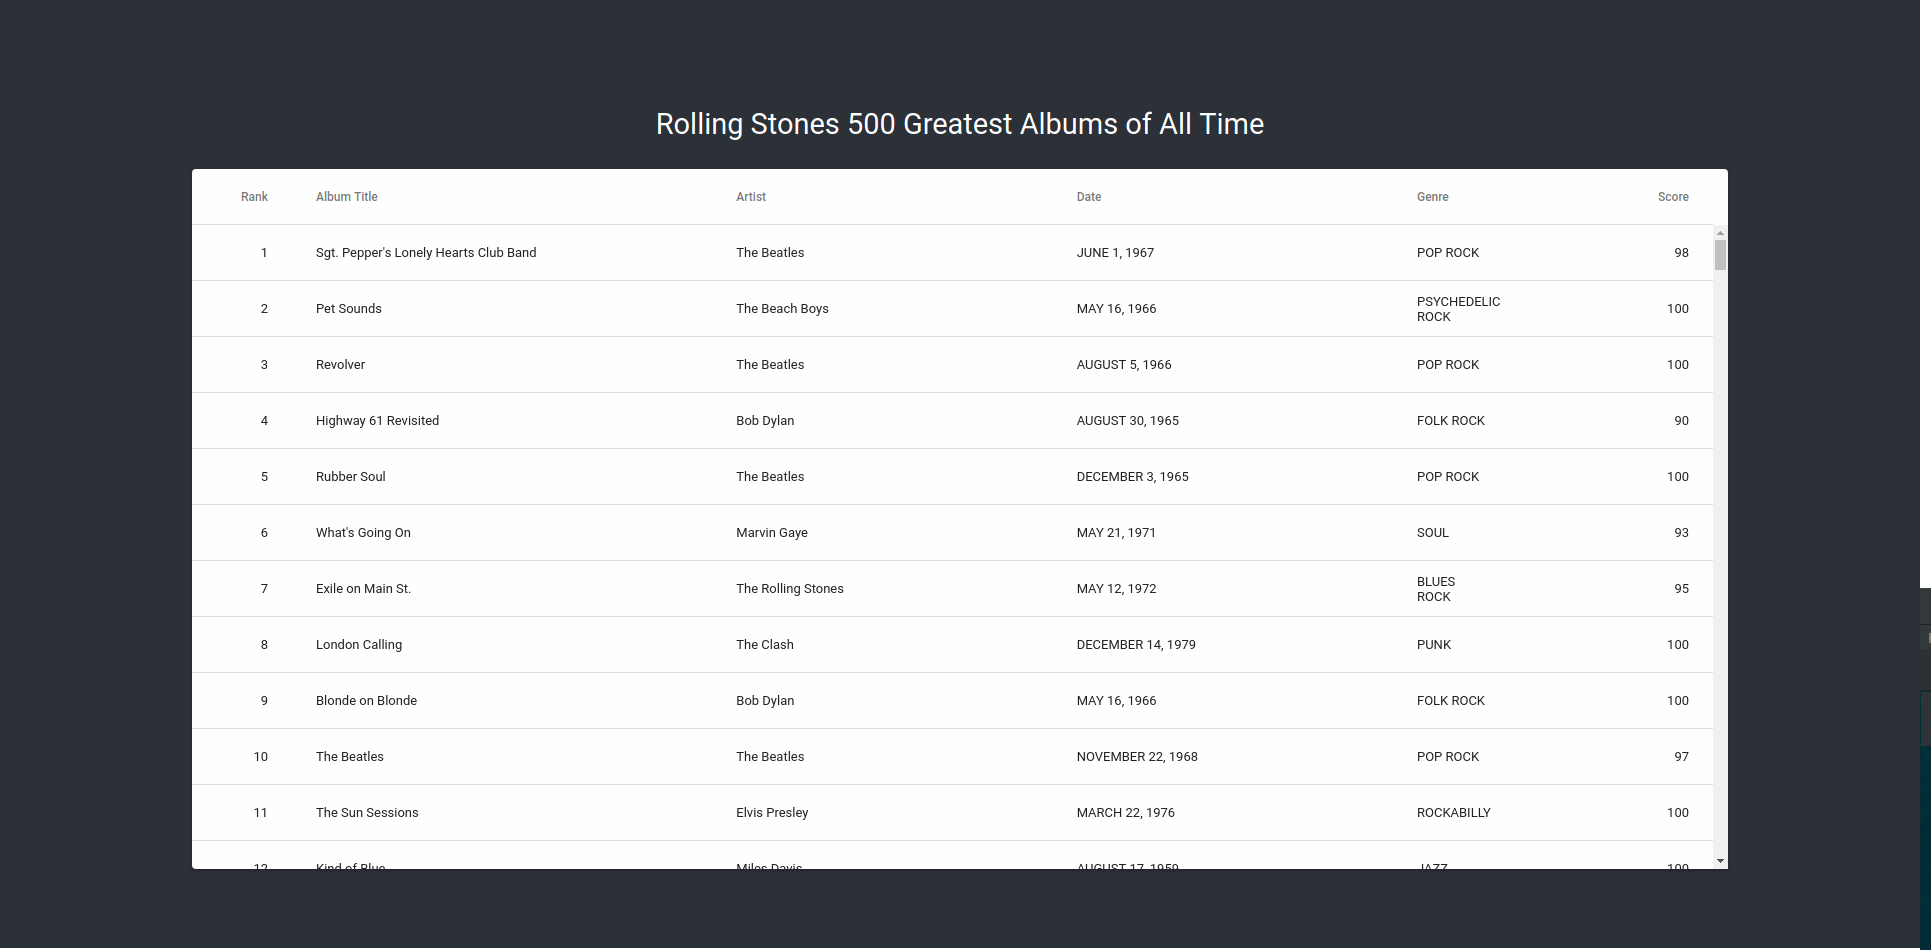 Rolling Stones 500 Greatest Albums of All Time
Rank Album Title Artist Date Genre Score
1 Sgt. Pepper's Lonely Hearts Club Band The Beatles JUNE 1, 1967 POP ROCK 98
2 Pet Sounds The Beach Boys MAY 16, 1966 PSYCHEDELIC ROCK 100
3 Revolver The Beatles AUGUST 5, 1966 POP ROCK 100
4 Highway 61 Revisited Bob Dylan AUGUST 30, 1965 FOLK ROCK 90
5 Rubber Soul The Beatles DECEMBER 3, 1965 POP ROCK 100
6 What's Going On Marvin Gaye MAY 21, 1971 SOUL 93
7 Exile on Main St. The Rolling Stones MAY 12, 1972 BLUES ROCK 95
8 London Calling The Clash DECEMBER 14, 1979 PUNK 100
9 Blonde on Blonde Bob Dylan MAY 16, 1966 FOLK ROCK 100
10 The Beatles The Beatles NOVEMBER 22, 1968 POP ROCK 97
11 The Sun Sessions Elvis Presley MARCH 22, 1976 ROCKABILLY 100
12 Kind of Blue Miles Davis AUGUST 17, 1959 JAZZ 100